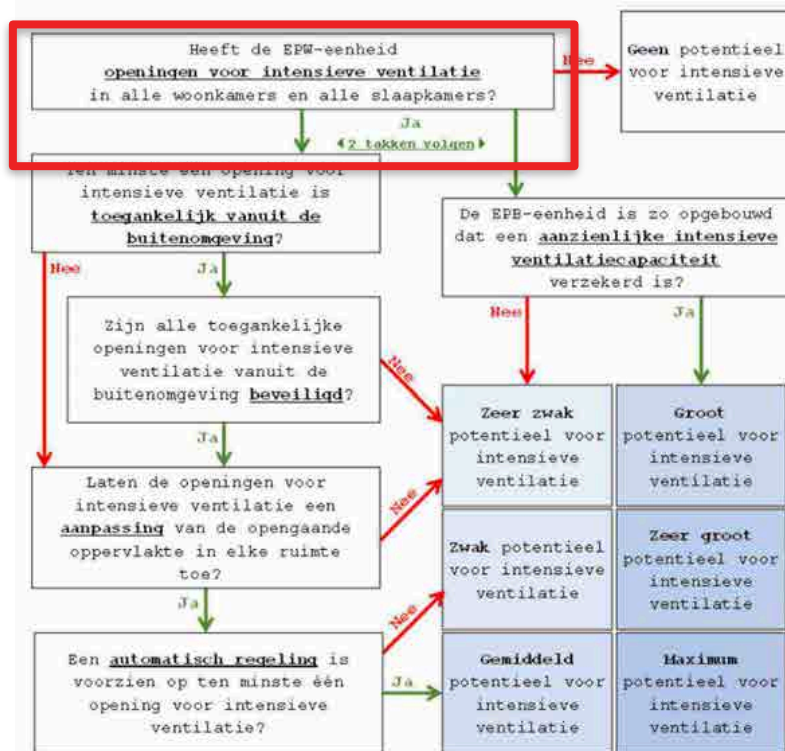 Heeft de EPW-eenheid
openingen voor intensieve ventilatie
in alle woonkamers en alle slaapkamers?
Nee
Geen potentieel
voor intensieve
ventilatie
Ja
2 takken volgen
Ten minste één opening voor
intensieve ventilatie is
toegankelijk vanuit de
buitenomgeving?
Nee
Ja
De EPB-eenheid is zo opgebouwd
dat een aanzienlijke intensieve
ventilatiecapaciteit
verzekerd is?
Nee
Ja
Zijn alle toegankelijke
openingen voor intensieve
ventilatie vanuit de
buitenomgeving beveiligd?
Nee
Ja
Zeer zwak
potentieel voor
intensieve
ventilatie
Groot
potentieel voor
intensieve
ventilatie
Laten de openingen voor
intensieve ventilatie een
aanpassing van de opengaande
oppervlakte in elke ruimte
toe?
Nee
Ja
Zwak potentieel
voor intensieve
ventilatie
Zeer groot
potentieel voor
intensieve
ventilatie
Een automatisch regeling is
voorzien op ten minste één
opening voor intensieve
ventilatie?
Nee
Ja
Gemiddeld
potentieel voor
intensieve
ventilatie
Maximum
potentieel voor
intensieve
ventilatie